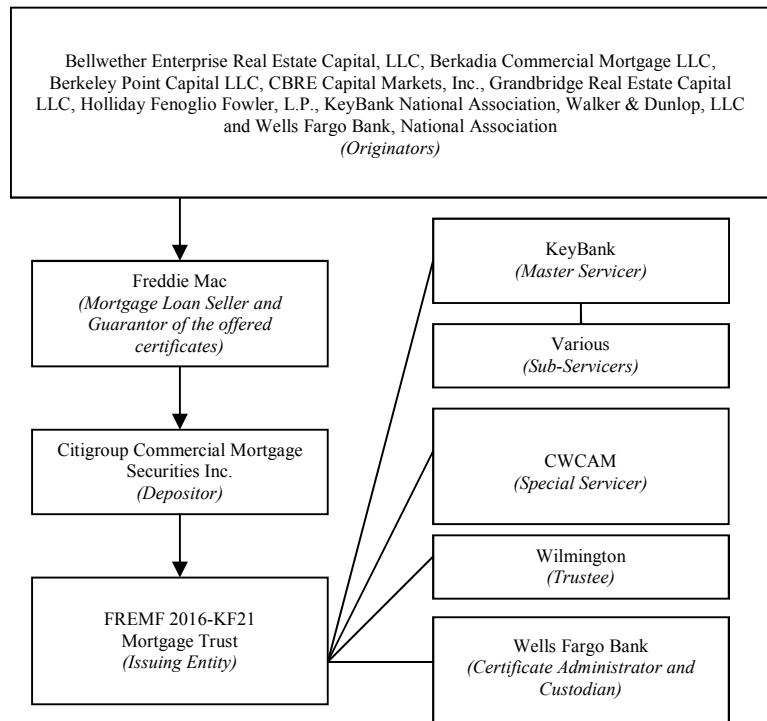 Bellwether Enterprise Real Estate Capital, LLC, Berkadia Commercial Mortgage LLC,
Berkeley Point Capital LLC, CBRE Capital Markets, Inc., Grandbridge Real Estate Capital
LLC, Holliday Fenoglio Fowler, L.P., KeyBank National Association, Walker & Dunlop, LLC
and Wells Fargo Bank, National Association
(Originators)
Freddie Mac
(Mortgage Loan Seller and
Guarantor of the offered
certificates)
Citigroup Commercial Mortgage
Securities Inc.
(Depositor)
FREMF 2016-KF21
Mortgage Trust
(Issuing Entity)
KeyBank
(Master Servicer)
Various
(Sub-Servicers)
CWCAM
(Special Servicer)
Wilmington
(Trustee)
Wells Fargo Bank
(Certificate Administrator and
Custodian)